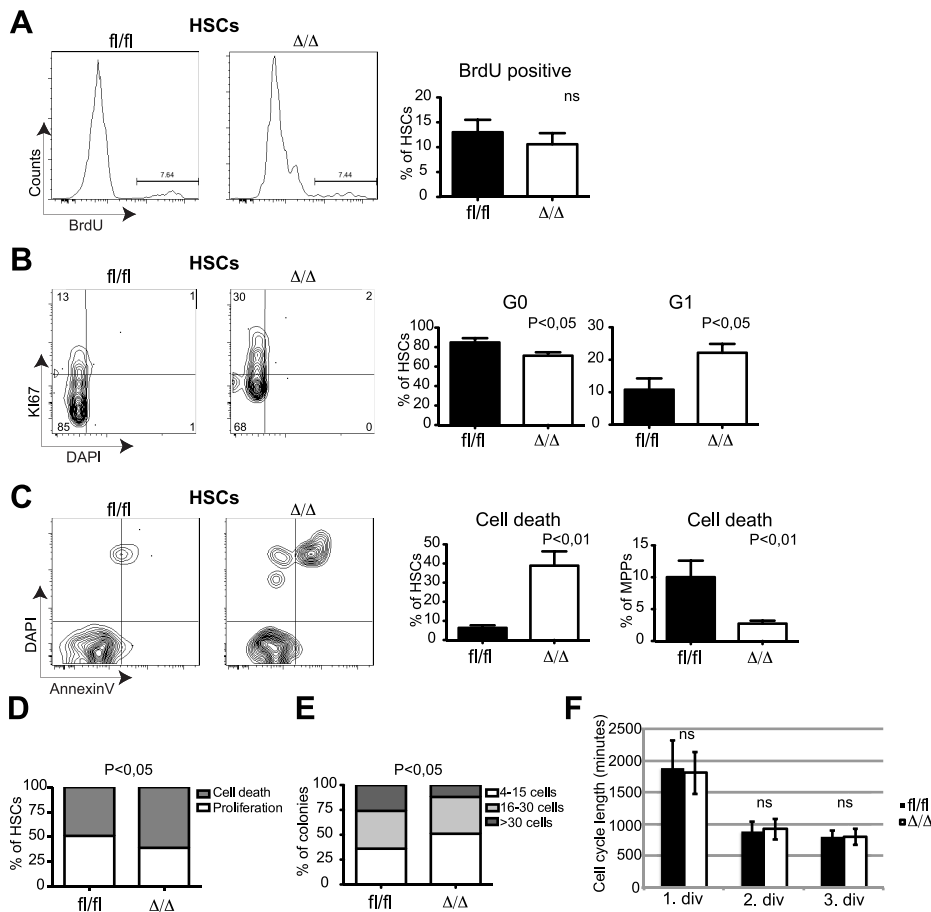 A
HSCs
fl/fl
Δ/Δ
Counts
BrdU
7.64
7.44
BrdU positive
ns
% of HSCs
20
15
10
5
0
fl/fl
Δ/Δ
B
HSCs
fl/fl
Δ/Δ
13
1
85
1
30
2
68
0
KI67
DAPI
G0
P<0,05
% of HSCs
100
80
60
40
20
0
fl/fl
Δ/Δ
G1
P<0,05
30
20
10
0
fl/fl
Δ/Δ
C
HSCs
fl/fl
Δ/Δ
DAPI
AnnexinV
Cell death
P<0,01
% of HSCs
50
40
30
20
10
0
fl/fl
Δ/Δ
Cell death
P<0,01
% of MPPs
15
10
5
0
fl/fl
Δ/Δ
D
P<0,05
% of HSCs
100
75
50
25
0
fl/fl
Δ/Δ
Cell death
Proliferation
E
P<0,05
% of colonies
100
75
50
25
0
fl/fl
Δ/Δ
4-15 cells
16-30 cells
>30 cells
F
Cell cycle length (minutes)
2500
2000
1500
1000
500
0
ns
ns
ns
1. div
2. div
3. div
fl/fl
Δ/Δ